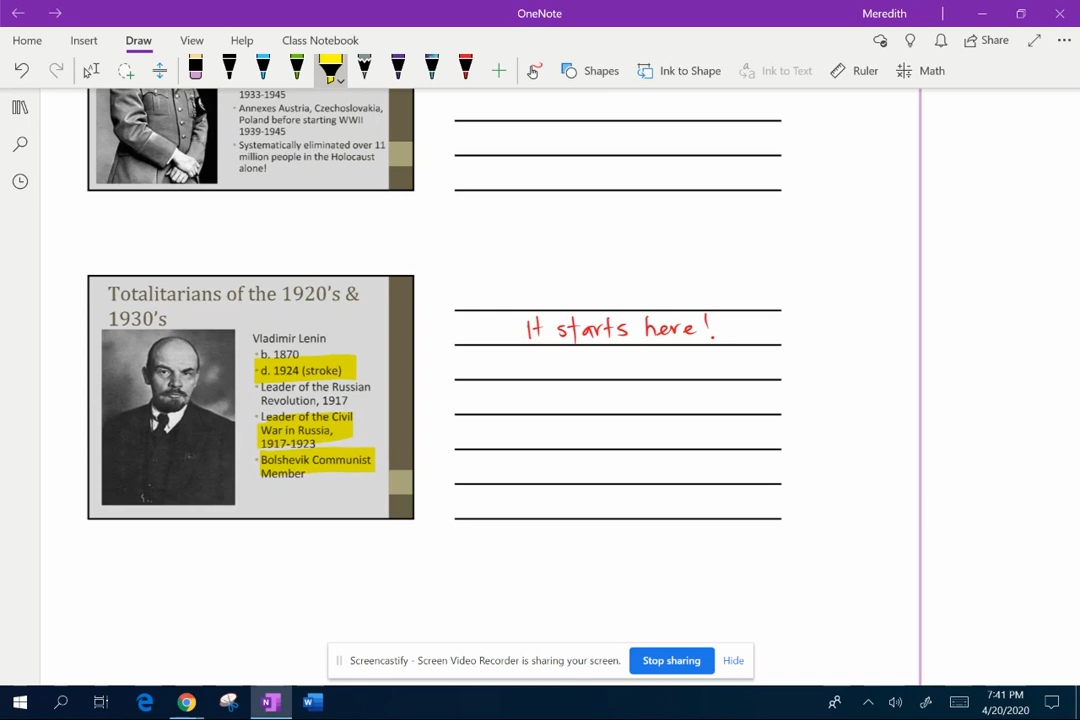 OneNote
Meredith
Home Insert Draw View Help Class Notebook
Share
Shapes Ink to Shape Ink to Text Ruler Math
1933-1945
Annexes Austria, Czechoslovakia,
Poland before starting WWII
1939-1945
Systematically eliminated over 11
million people in the Holocaust
alone!
Totalitarians of the 1920's &
1930's
Vladimir Lenin
b. 1870
d. 1924 (stroke)
Leader of the Russian
Revolution, 1917
Leader of the Civil
War in Russia,
1917-1923
Bolshevik Communist
Member
It starts here!
Screencastify - Screen Video Recorder is sharing your screen. Stop sharing Hide
7:41 PM
4/20/2020